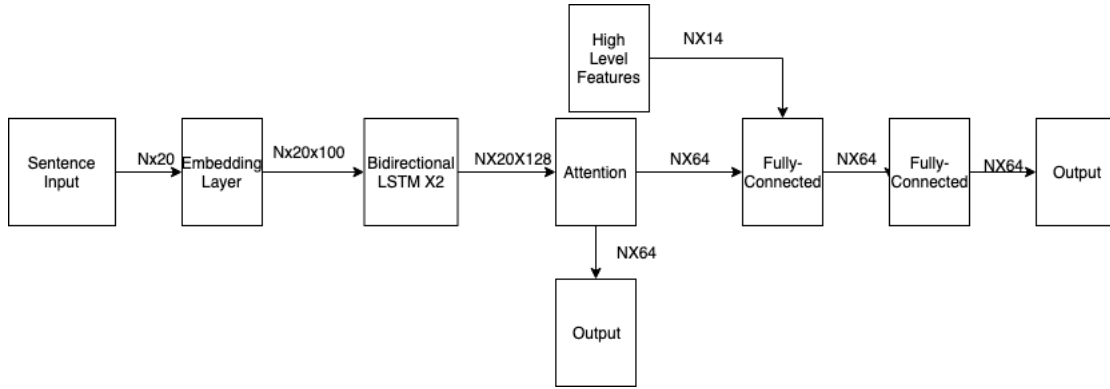 High
Level
Features
NX14
Sentence
Input
Nx20
Embedding
Layer
Nx20x100
Bidirectional
LSTM X2
NX20X128
Attention
NX64
Fully-
Connected
NX64
Fully-
Connected
NX64
Output
NX64
Output